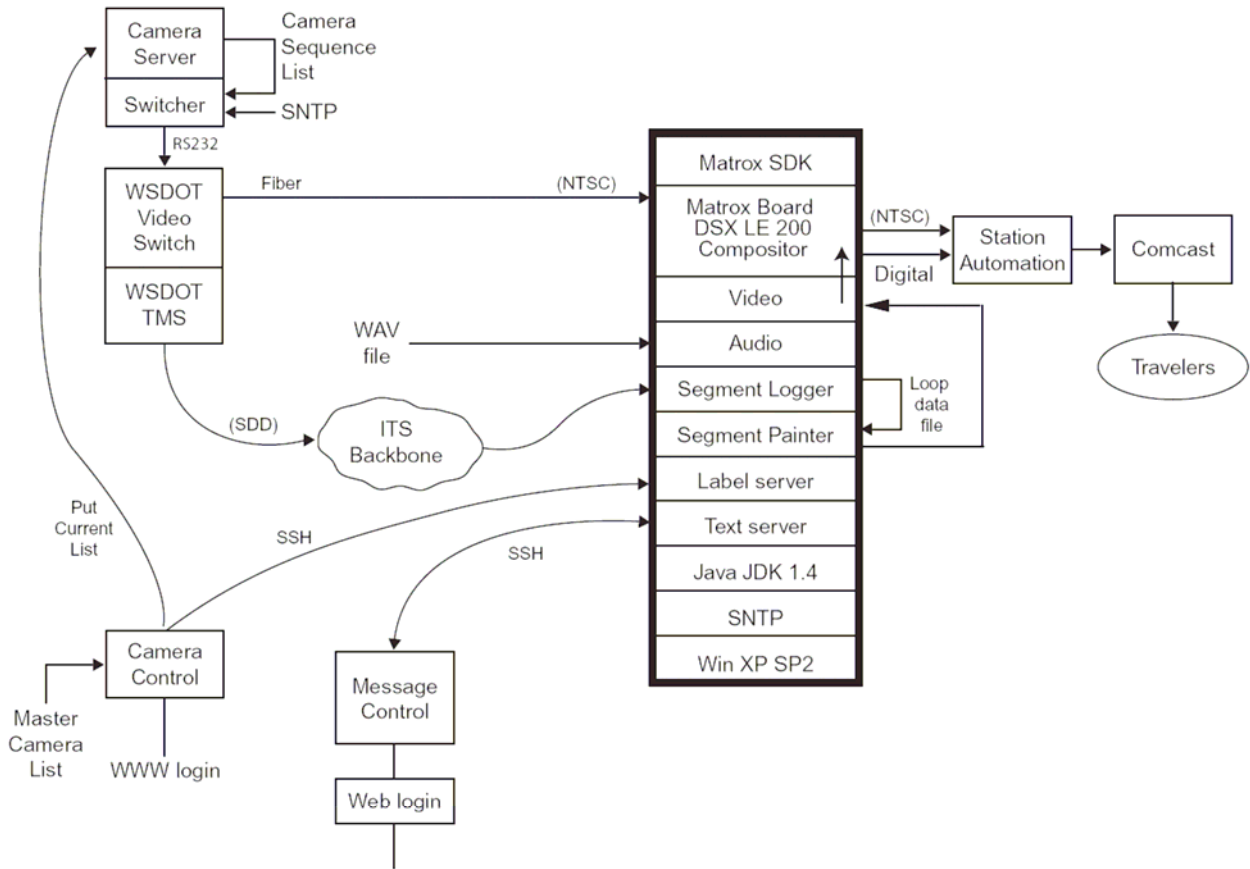 Camera
Server
Camera
Sequence
List
Switcher
SNTP
RS232
WSDOT
Video
Switch
Fiber
(NTSC)
WSDOT
TMS
Matrox SDK
Matrox Board
DSX LE 200
Compositor
(NTSC)
Digital
Station
Automation
Comcast
Travelers
Video
WAV
file
Audio
Segment Logger
Loop
data
file
Segment Painter
(SDD)
ITS
Backbone
Label server
Text server
Java JDK 1.4
SNTP
Win XP SP2
Put
Current
List
SSH
SSH
Camera
Control
Master
Camera
List
WWW login
Message
Control
Web login